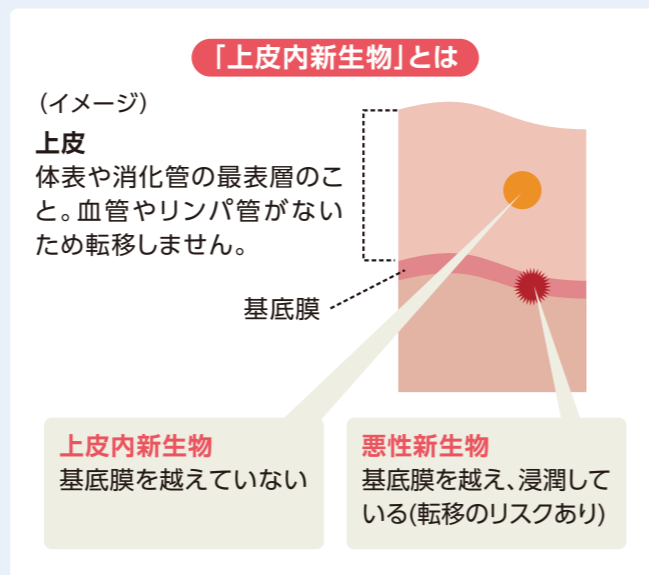 「上皮内新生物」とは
（イメージ）
上皮
体表や消化管の最表層のこ
と。血管やリンパ管がない
ため転移しません。
基底膜
上皮内新生物
基底膜を越えていない
悪性新生物
基底膜を越え、浸潤して
いる(転移のリスクあり)